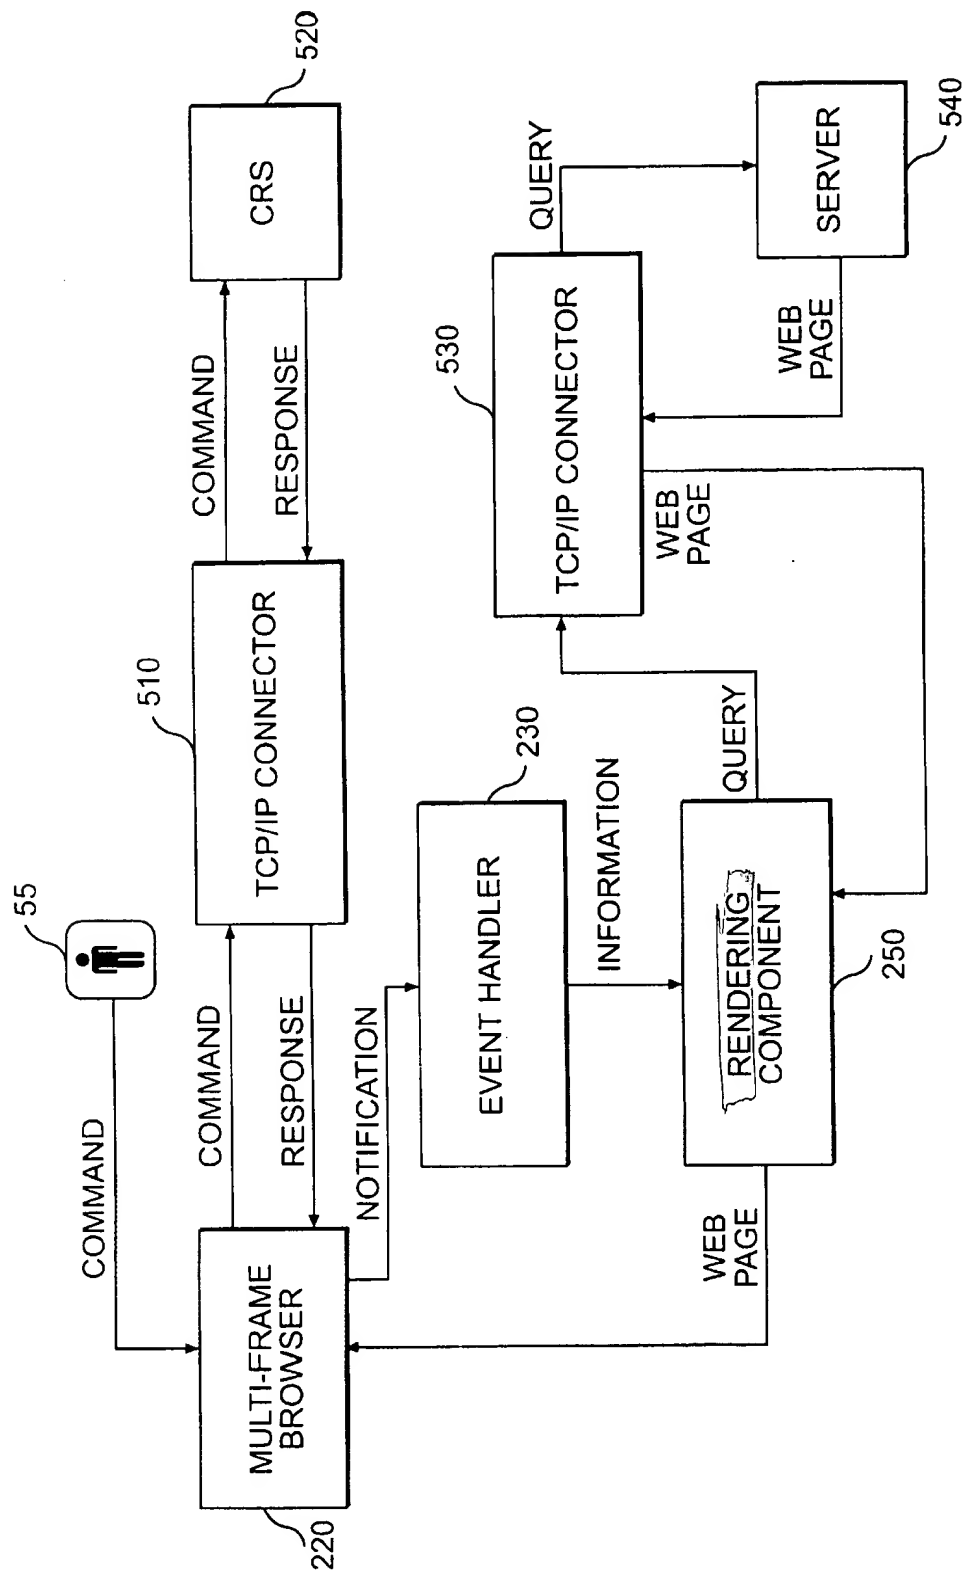 55
COMMAND
MULTI-FRAME
BROWSER
220
COMMAND
RESPONSE
510
TCP/IP CONNECTOR
COMMAND
RESPONSE
CRS
520
NOTIFICATION
EVENT HANDLER
230
INFORMATION
WEB
PAGE
RENDERING
COMPONENT
250
QUERY
530
TCP/IP CONNECTOR
WEB
PAGE
QUERY
WEB
PAGE
SERVER
540